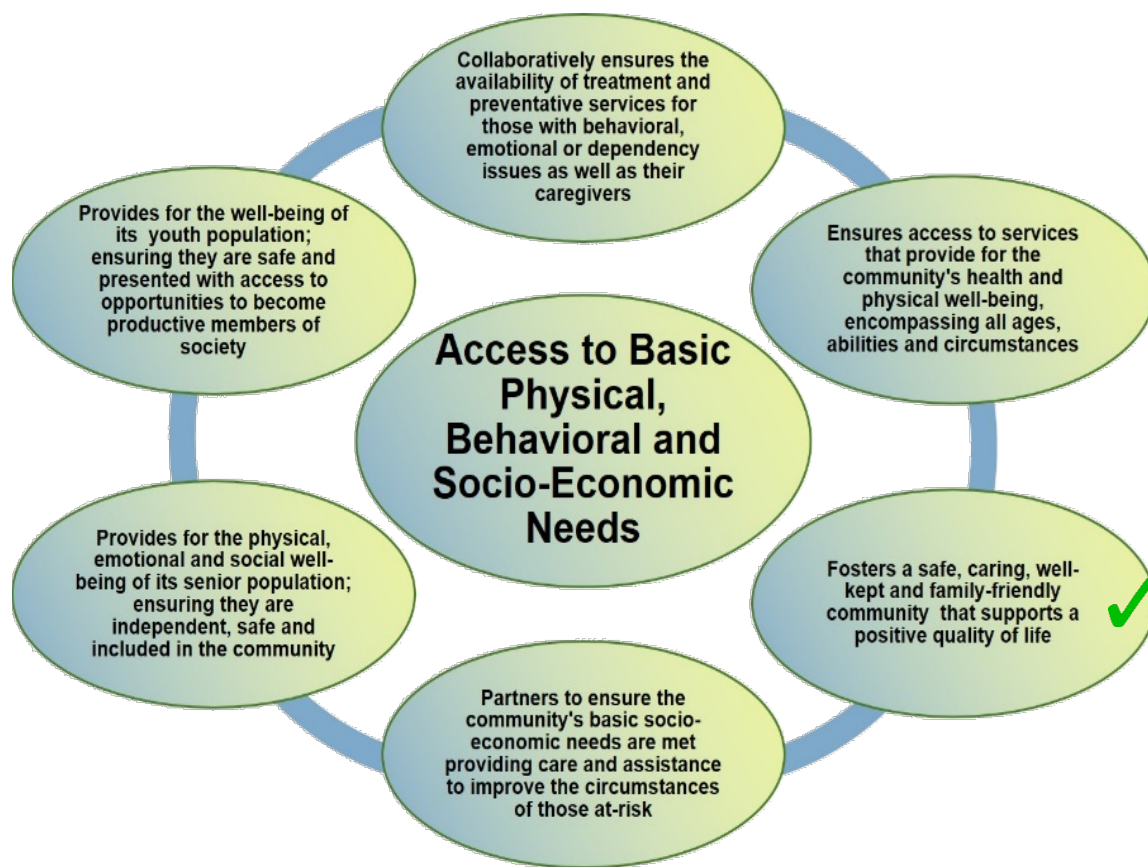 Collaboratively ensures the
availability of treatment and
preventative services for
those with behavioral,
emotional or dependency
issues as well as their
caregivers
Ensures access to services
that provide for the
community's health and
physical well-being,
encompassing all ages,
abilities and circumstances
Fosters a safe, caring, well-
kept and family-friendly
community that supports a
positive quality of life
Partners to ensure the
community's basic socio-
economic needs are met
providing care and assistance
to improve the circumstances
of those at-risk
Provides for the physical,
emotional and social well-
being of its senior population;
ensuring they are
independent, safe and
included in the community
Provides for the well-being of
its youth population;
ensuring they are safe and
presented with access to
opportunities to become
productive members of
society
Access to Basic
Physical,
Behavioral and
Socio-Economic
Needs